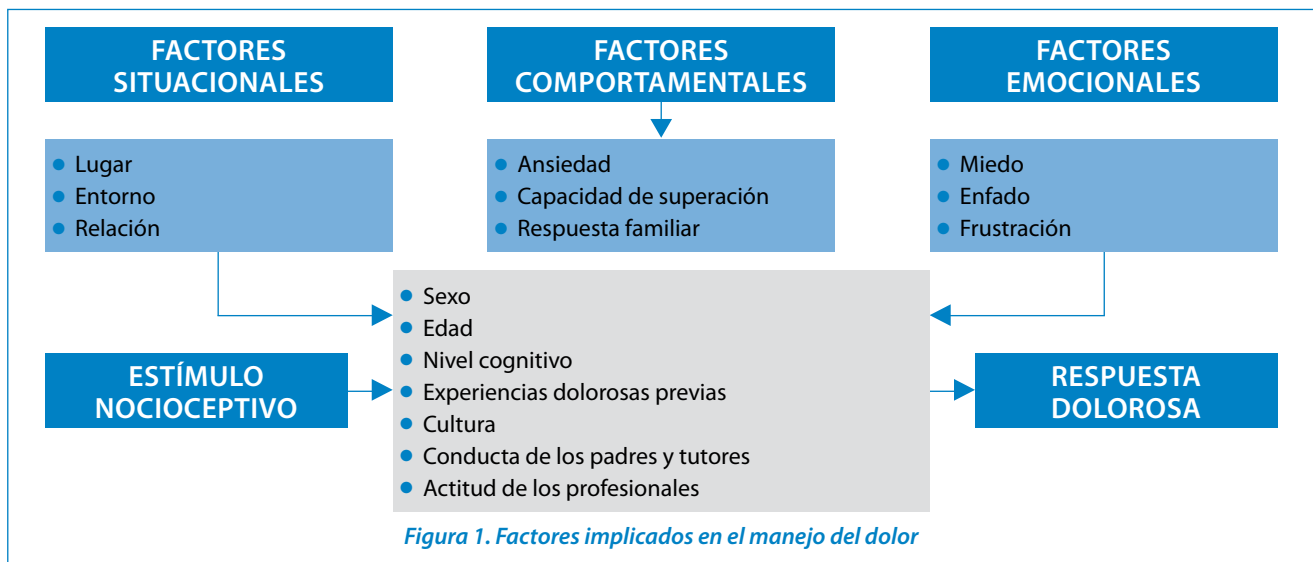 FACTORES
SITUACIONALES
FACTORES
COMPORTAMENTALES
FACTORES
EMOCIONALES
Lugar
Entorno
Relación
Ansiedad
Capacidad de superación
Respuesta familiar
Miedo
Enfado
Frustración
ESTÍMULO
NOCIOCEPTIVO
Sexo
Edad
Nivel cognitivo
Experiencias dolorosas previas
Cultura
Conducta de los padres y tutores
Actitud de los profesionales
RESPUESTA
DOLOROSA
Figura 1. Factores implicados en el manejo del dolor